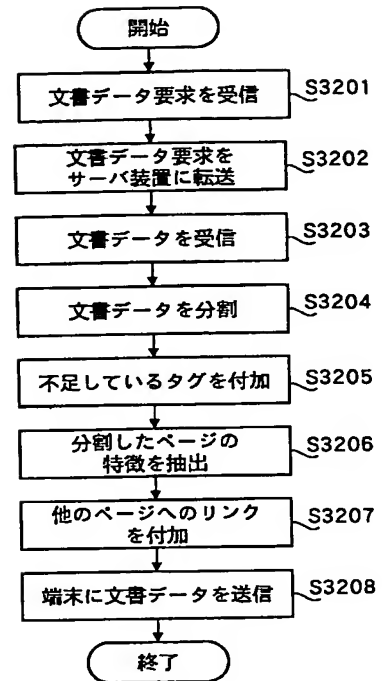 開始
文書データ要求を受信 S3201
文書データ要求を S3202
サーバ装置に転送
文書データを受信 S3203
文書データを分割 S3204
不足しているタグを付加 S3205
分割したページの S3206
特徴を抽出
他のページへのリンク S3207
を付加
端末に文書データを送信 S3208
終了